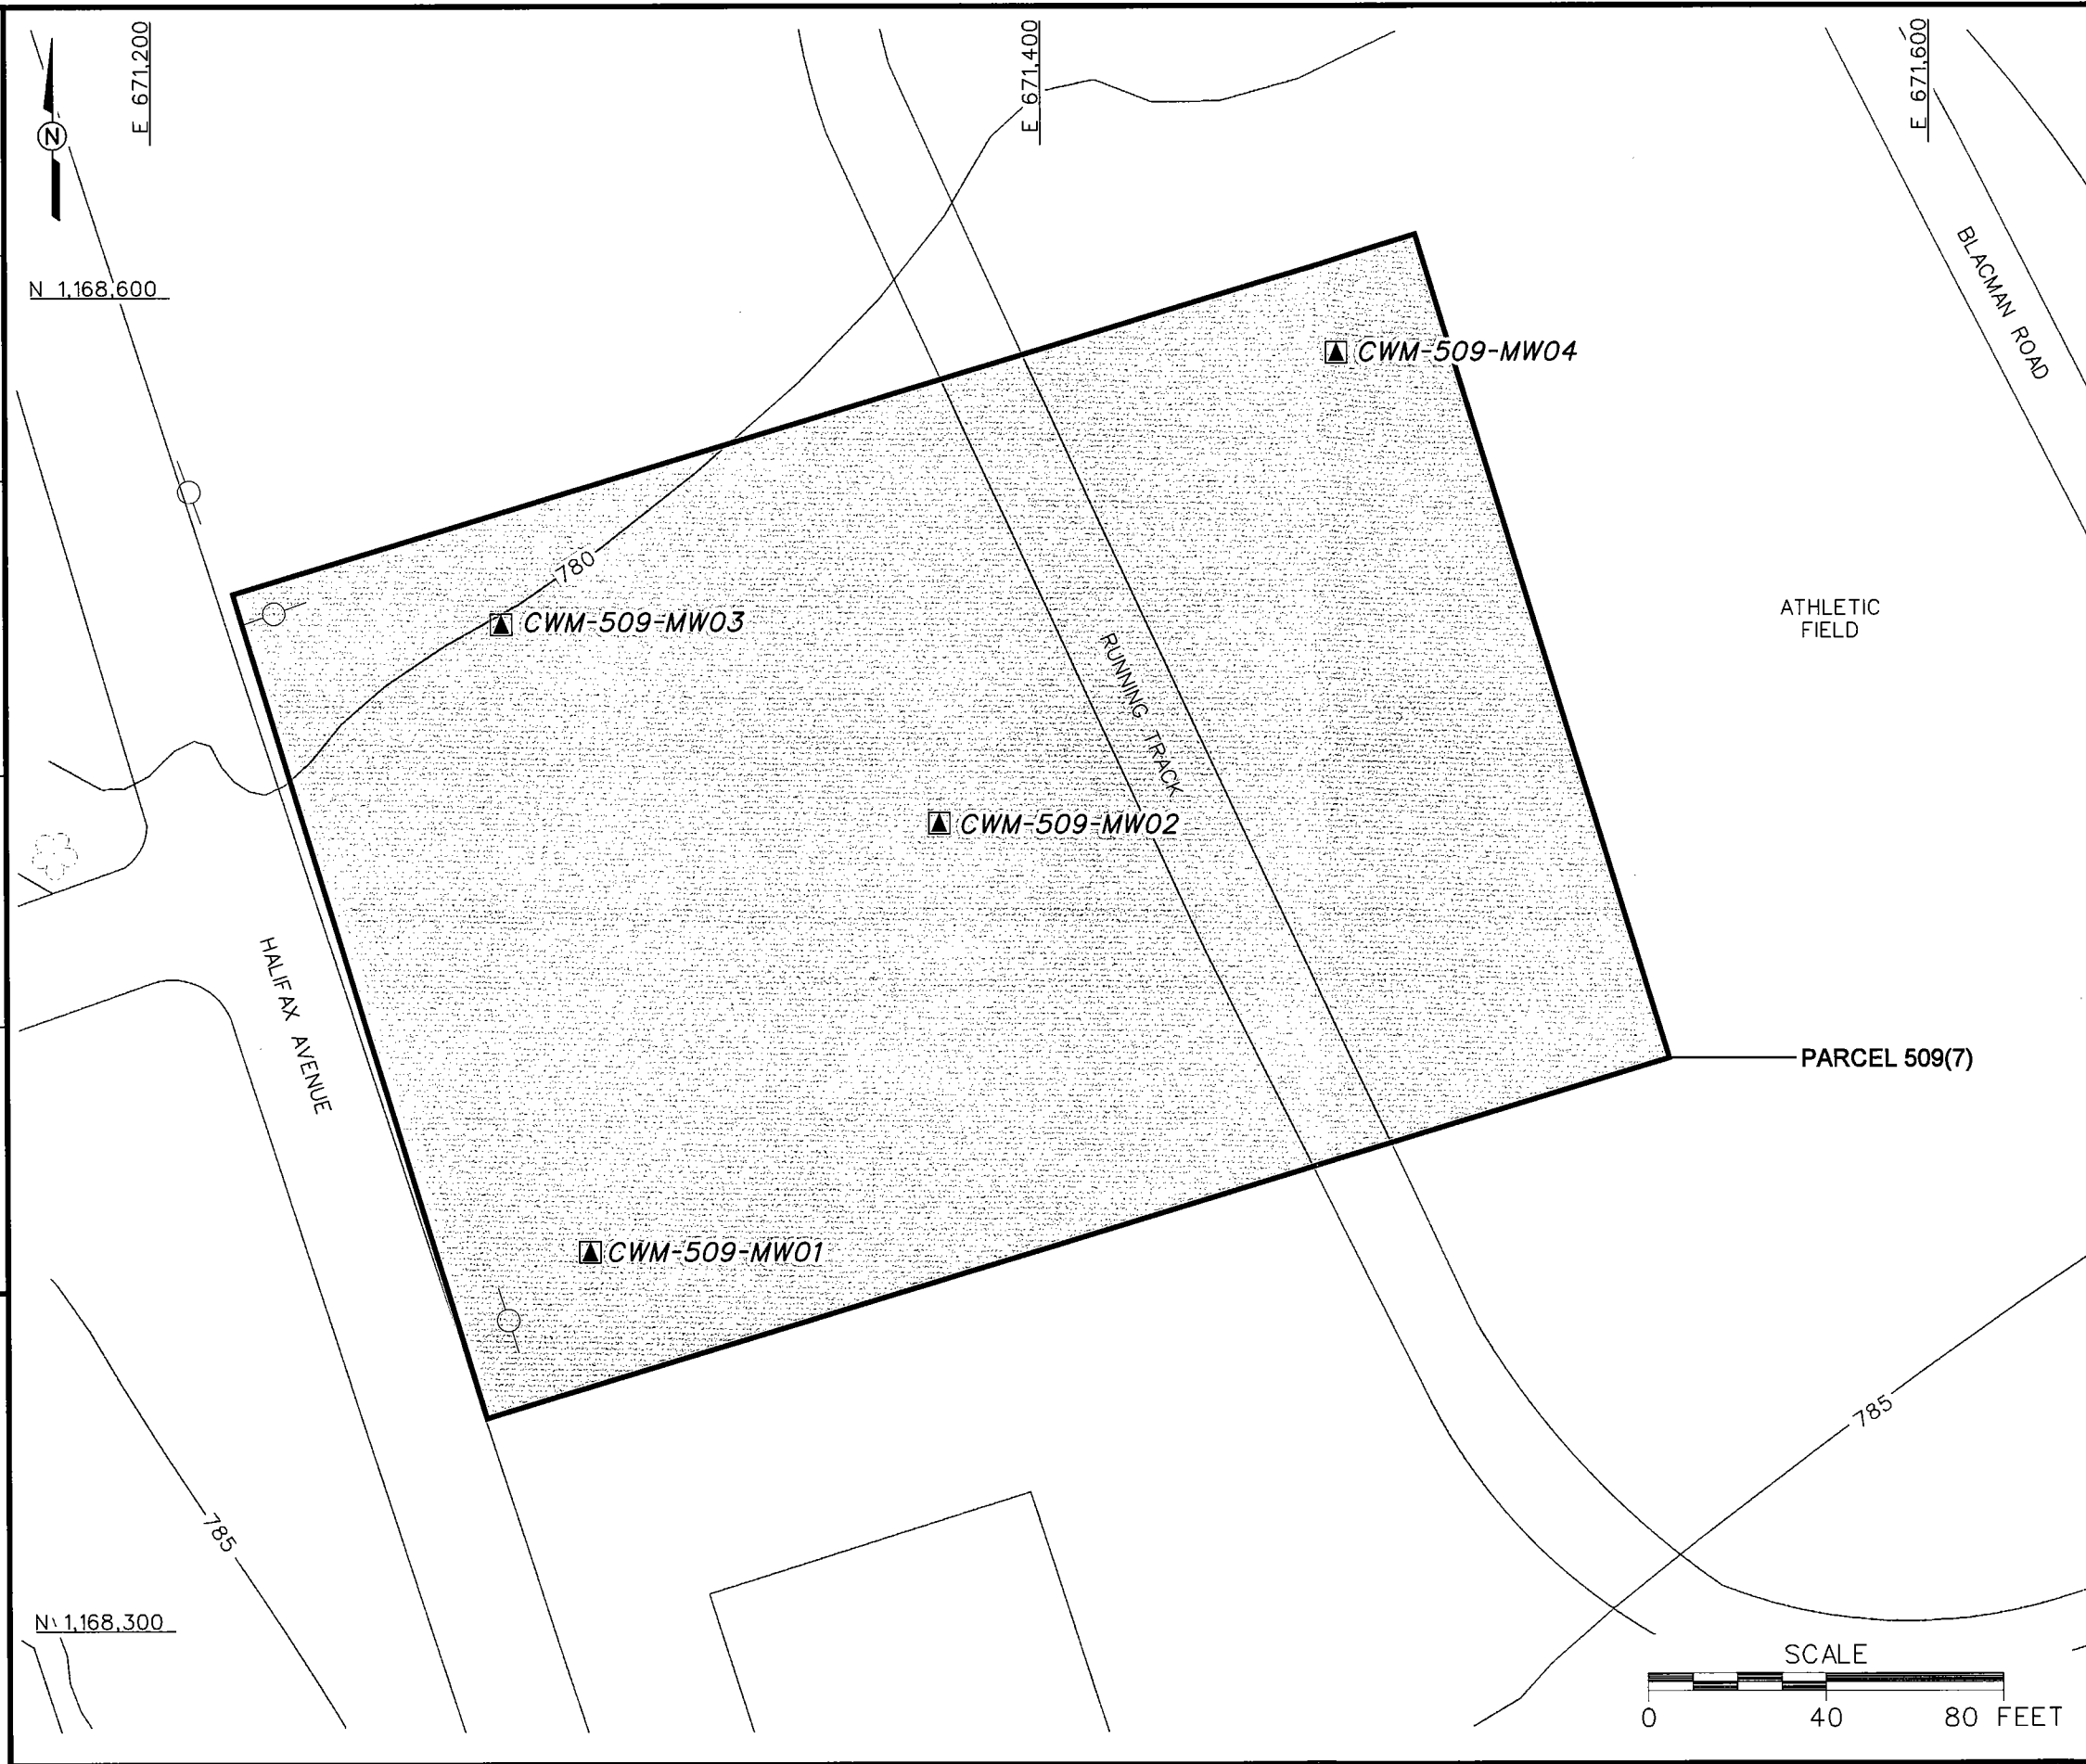 E 671,200
E 671,400
E 671,600
N
N 1,168,600
BLACMAN ROAD
CWM-509-MW04
780
CWM-509-MW03
ATHLETIC
FIELD
RUNNING TRACK
CWM-509-MW02
HALIFAX AVENUE
PARCEL 509(7)
CWM-509-MW01
785
785
N 1,168,300
SCALE
0 40 80 FEET